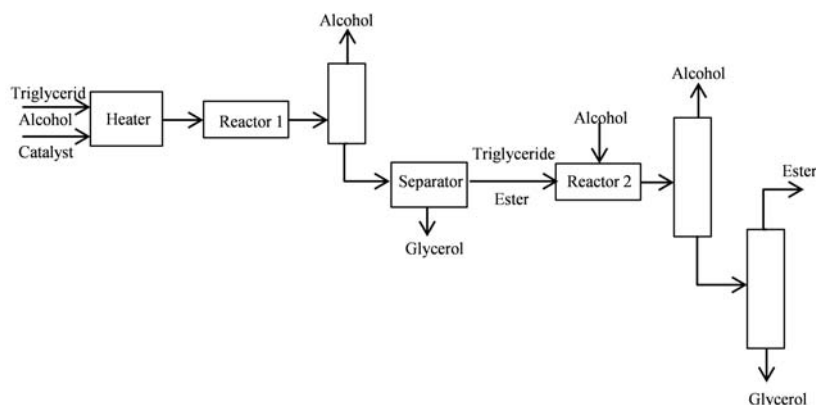 Alcohol
Triglycerid
Alcohol
Catalyst
Heater
Reactor 1
Separator
Glycerol
Triglyceride
Ester
Alcohol
Reactor 2
Alcohol
Ester
Glycerol